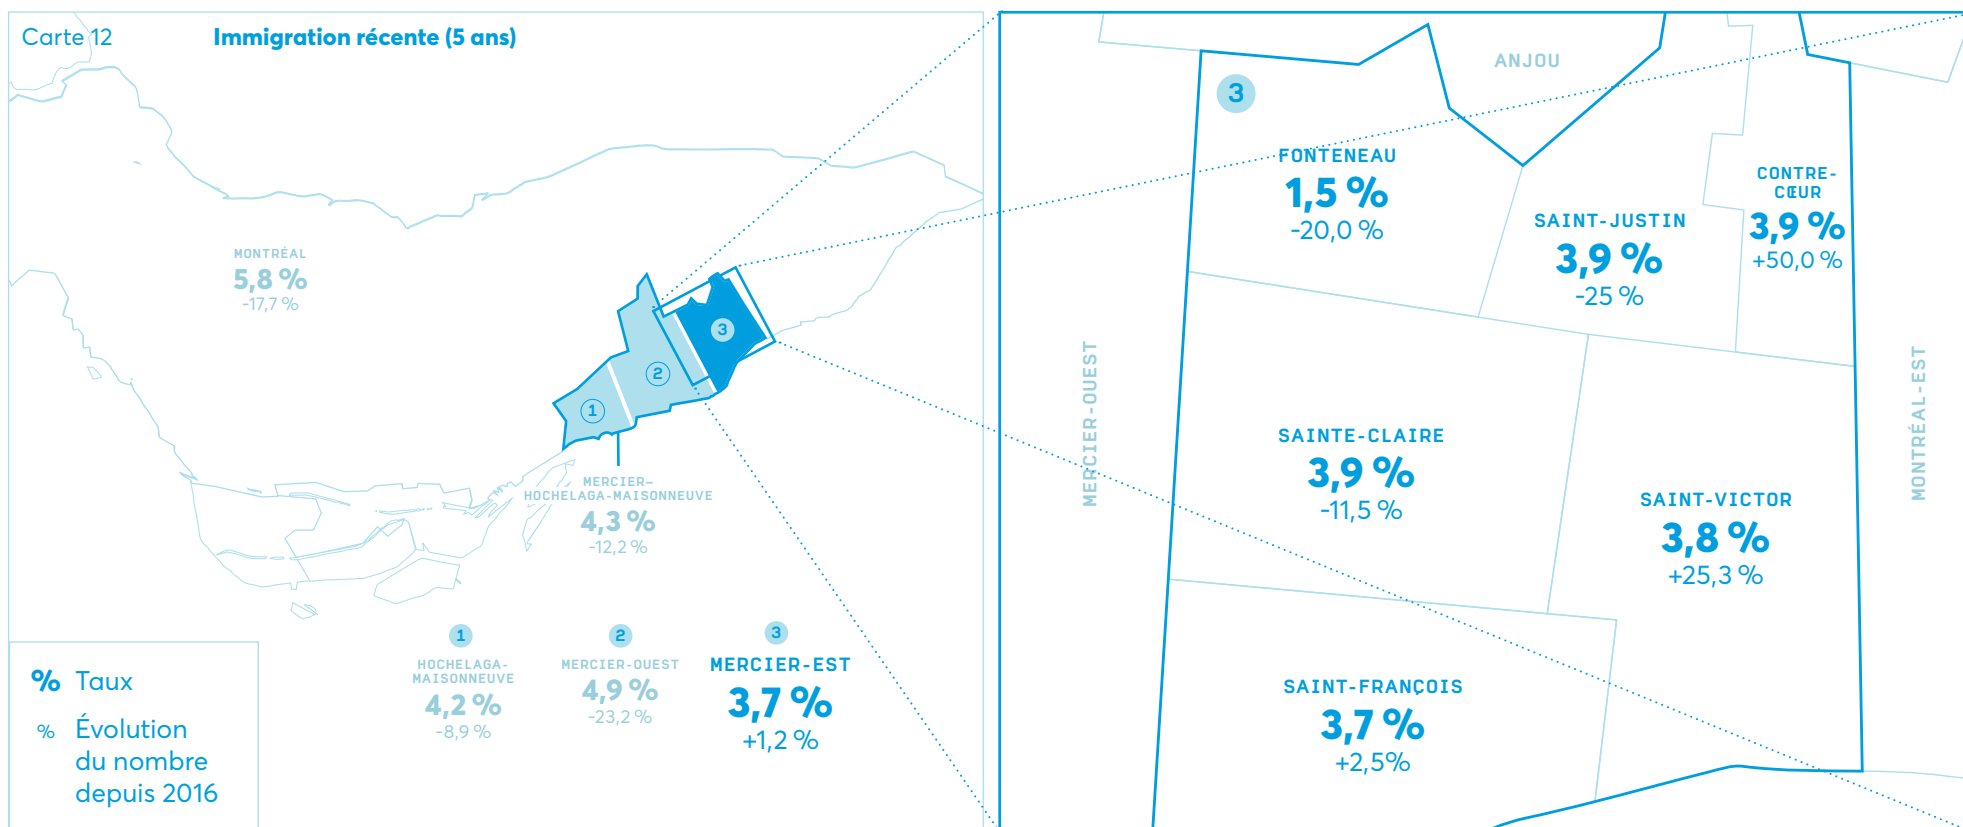 Carte 12
Immigration récente (5 ans)
MONTRÉAL
5,8 %
-17,7 %
1
2
3
MERCIER–
HOCHELAGA-MAISONNEUVE
4,3 %
-12,2 %
1
HOCHELAGA-
MAISONNEUVE
4,2 %
-8,9 %
2
MERCIER-OUEST
4,9 %
-23,2 %
3
MERCIER-EST
3,7 %
+1,2 %
% Taux
% Évolution
du nombre
depuis 2016
3
ANJOU
MERCIER-OUEST
MONTRÉAL-EST
FONTENEAU
1,5 %
-20,0 %
SAINT-JUSTIN
3,9 %
-25 %
CONTRE-
CŒUR
3,9 %
+50,0 %
SAINTE-CLAIRE
3,9 %
-11,5 %
SAINT-VICTOR
3,8 %
+25,3 %
SAINT-FRANÇOIS
3,7 %
+2,5%